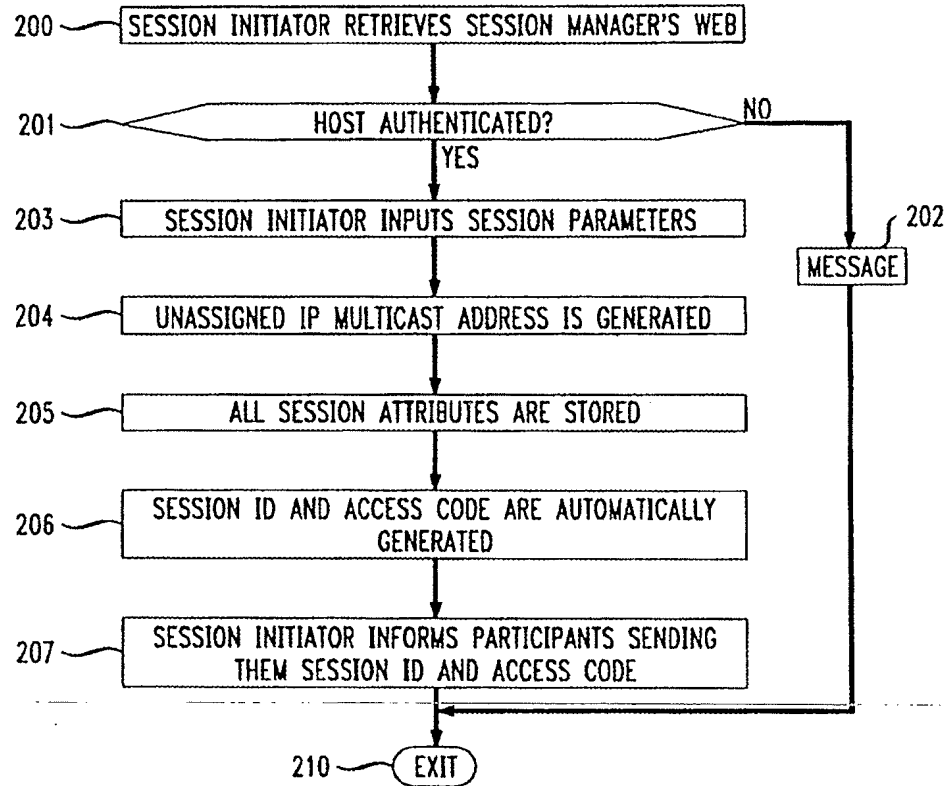 200 SESSION INITIATOR RETRIEVES SESSION MANAGER'S WEB
201 HOST AUTHENTICATED? NO
YES
203 SESSION INITIATOR INPUTS SESSION PARAMETERS
202
MESSAGE
204 UNASSIGNED IP MULTICAST ADDRESS IS GENERATED
205 ALL SESSION ATTRIBUTES ARE STORED
206 SESSION ID AND ACCESS CODE ARE AUTOMATICALLY
GENERATED
207 SESSION INITIATOR INFORMS PARTICIPANTS SENDING
THEM SESSION ID AND ACCESS CODE
210 EXIT